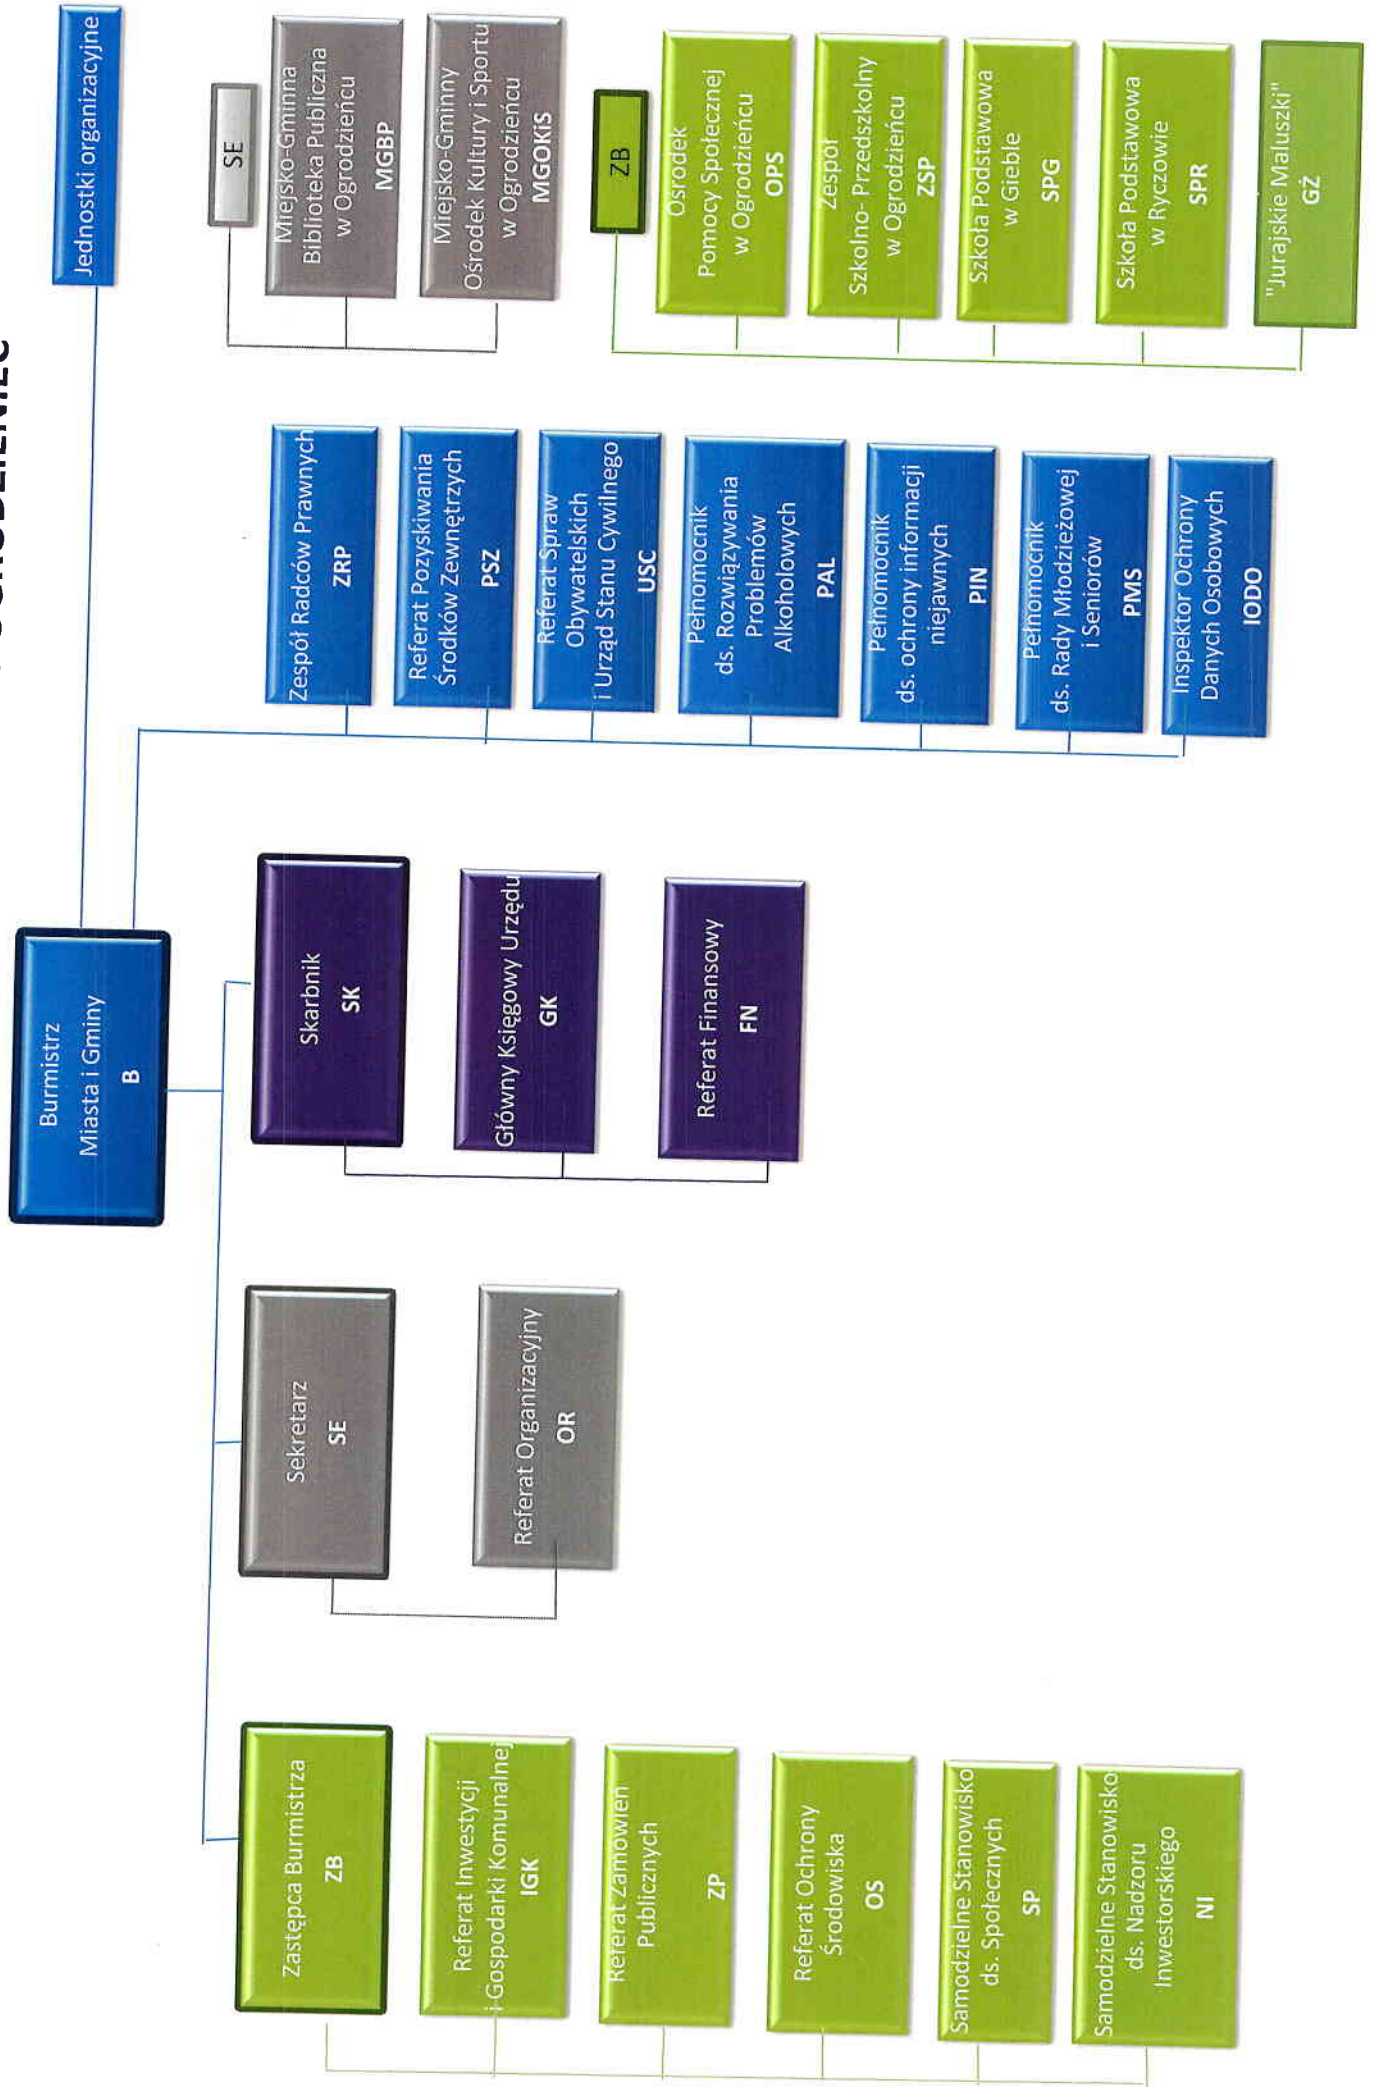 Burmistrz
Miasta i Gminy
B
Jednostki organizacyjne
Zastępca Burmistrza
ZB
Referat Inwestycji
i Gospodarki Komunalnej
IGK
Referat Zamówień
Publicznych
ZP
Referat Ochrony
Środowiska
OS
Samodzielne Stanowisko
ds. Społecznych
SP
Samodzielne Stanowisko
ds. Nadzoru
Inwestorskiego
NI
Sekretarz
SE
Referat Organizacyjny
OR
Skarbnik
SK
Główny Księgowy Urzędu
GK
Referat Finansowy
FN
Zespół Radców Prawnych
ZRP
Referat Pozyskiwania
Środków Zewnętrzych
PSZ
Referat Spraw
Obywatelskich
i Urząd Stanu Cywilnego
USC
Pełnomocnik
ds. Rozwiązywania
Problemów
Alkoholowych
PAL
Pełnomocnik
ds. ochrony informacji
niejawnych
PIN
Pełnomocnik
ds. Rady Młodzieżowej
i Seniorów
PMS
Inspektor Ochrony
Danych Osobowych
IODO
SE
Miejsko-Gminna
Biblioteka Publiczna
w Ogrodzieńcu
MGBP
Miejsko-Gminny
Ośrodek Kultury i Sportu
w Ogrodzieńcu
MGOKiS
ZB
Ośrodek
Pomocy Społecznej
w Ogrodzieńcu
OPS
Zespół
Szkolno- Przedszkolny
w Ogrodzieńcu
ZSP
Szkoła Podstawowa
w Gieble
SPG
Szkoła Podstawowa
w Ryczowie
SPR
"Jurajskie Maluszki"
GŻ